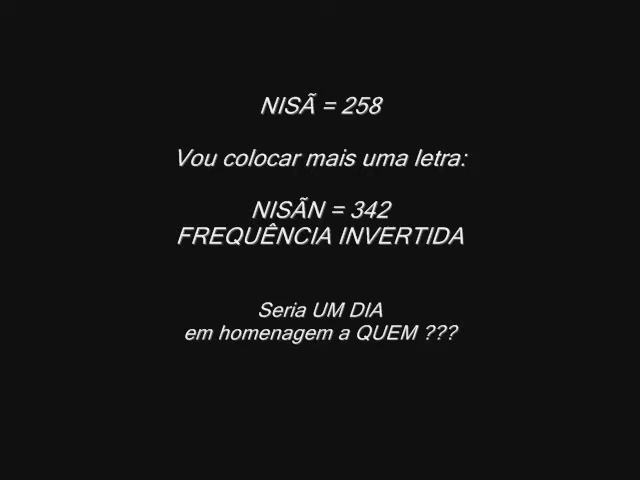 NISÃ = 258
Vou colocar mais uma letra:
NISÃN = 342
FREQUÊNCIA INVERTIDA
Seria UM DIA
em homenagem a QUEM ???